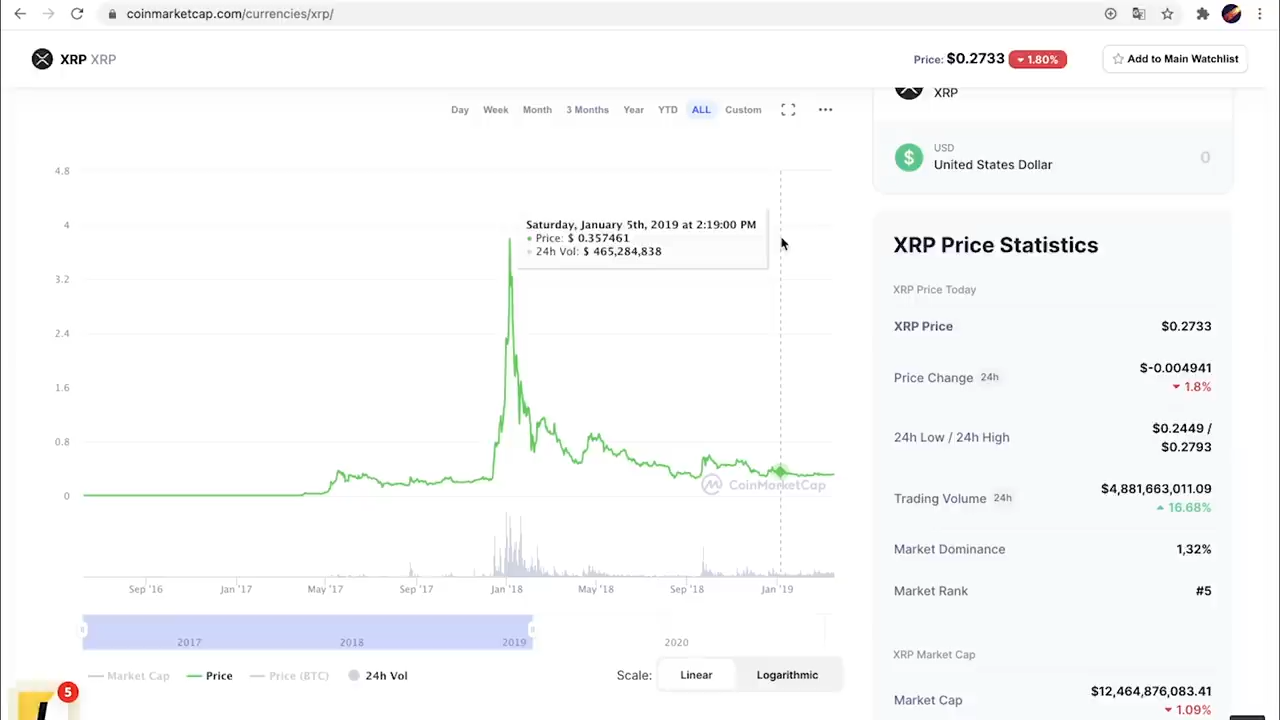 coinmarketcap.com/currencies/xrp/
XRP XRP
Price: $0.2733 1.80%
Add to Main Watchlist
Day Week Month 3 Months Year YTD ALL Custom
XRP
USD
United States Dollar
0
4.8
4
3.2
2.4
1.6
0.8
0
Saturday, January 5th, 2019 at 2:19:00 PM
Price: $ 0.357461
24h Vol: $ 465,284,838
CoinMarketCap
Sep '16 Jan '17 May '17 Sep '17 Jan '18 May '18 Sep '18 Jan '19
2017 2018 2019 2020
Market Cap Price Price (BTC) 24h Vol
Scale: Linear Logarithmic
5
XRP Price Statistics
XRP Price Today
XRP Price $0.2733
Price Change 24h $-0.004941
1.8%
24h Low / 24h High $0.2449 /
$0.2793
Trading Volume 24h $4,881,663,011.09
16.68%
Market Dominance 1,32%
Market Rank #5
XRP Market Cap
Market Cap $12,464,876,083.41
1.09%